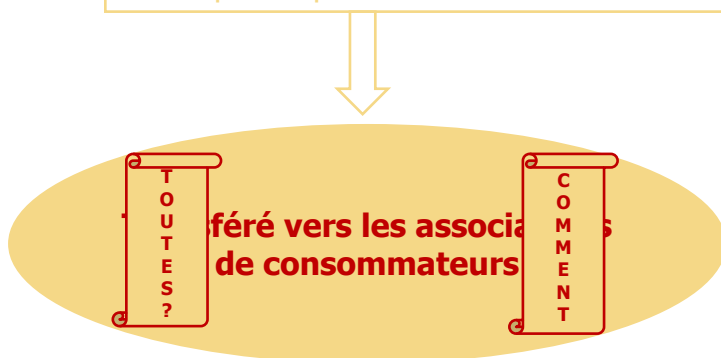 TOUTES?
sféré vers les associa
de consommateurs
COMMENT